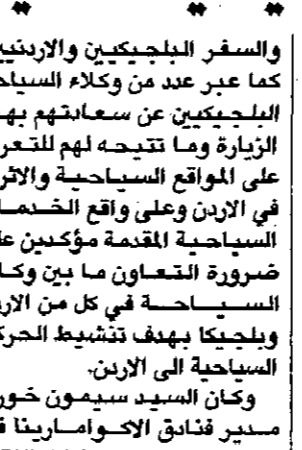 والسفر البلجيكيين والاردنيين
كما عبر عدد من وكلاء السياحة
البلجيكيين عن سعادتهم بهذه
الزيارة وما تتيحه لهم للتعرف
على المواقع السياحية والاثرية
في الاردن وعلى واقع الخدمات
السياحية المقدمة مؤكدين على
ضرورة التعاون ما بين وكلاء
السياحة في كل من الاردن
وبلجيكا بهدف تنشيط الحركة
السياحية الى الاردن.
وكان السيد سيمون خوري
مدير فنادق الاكوامارينا في